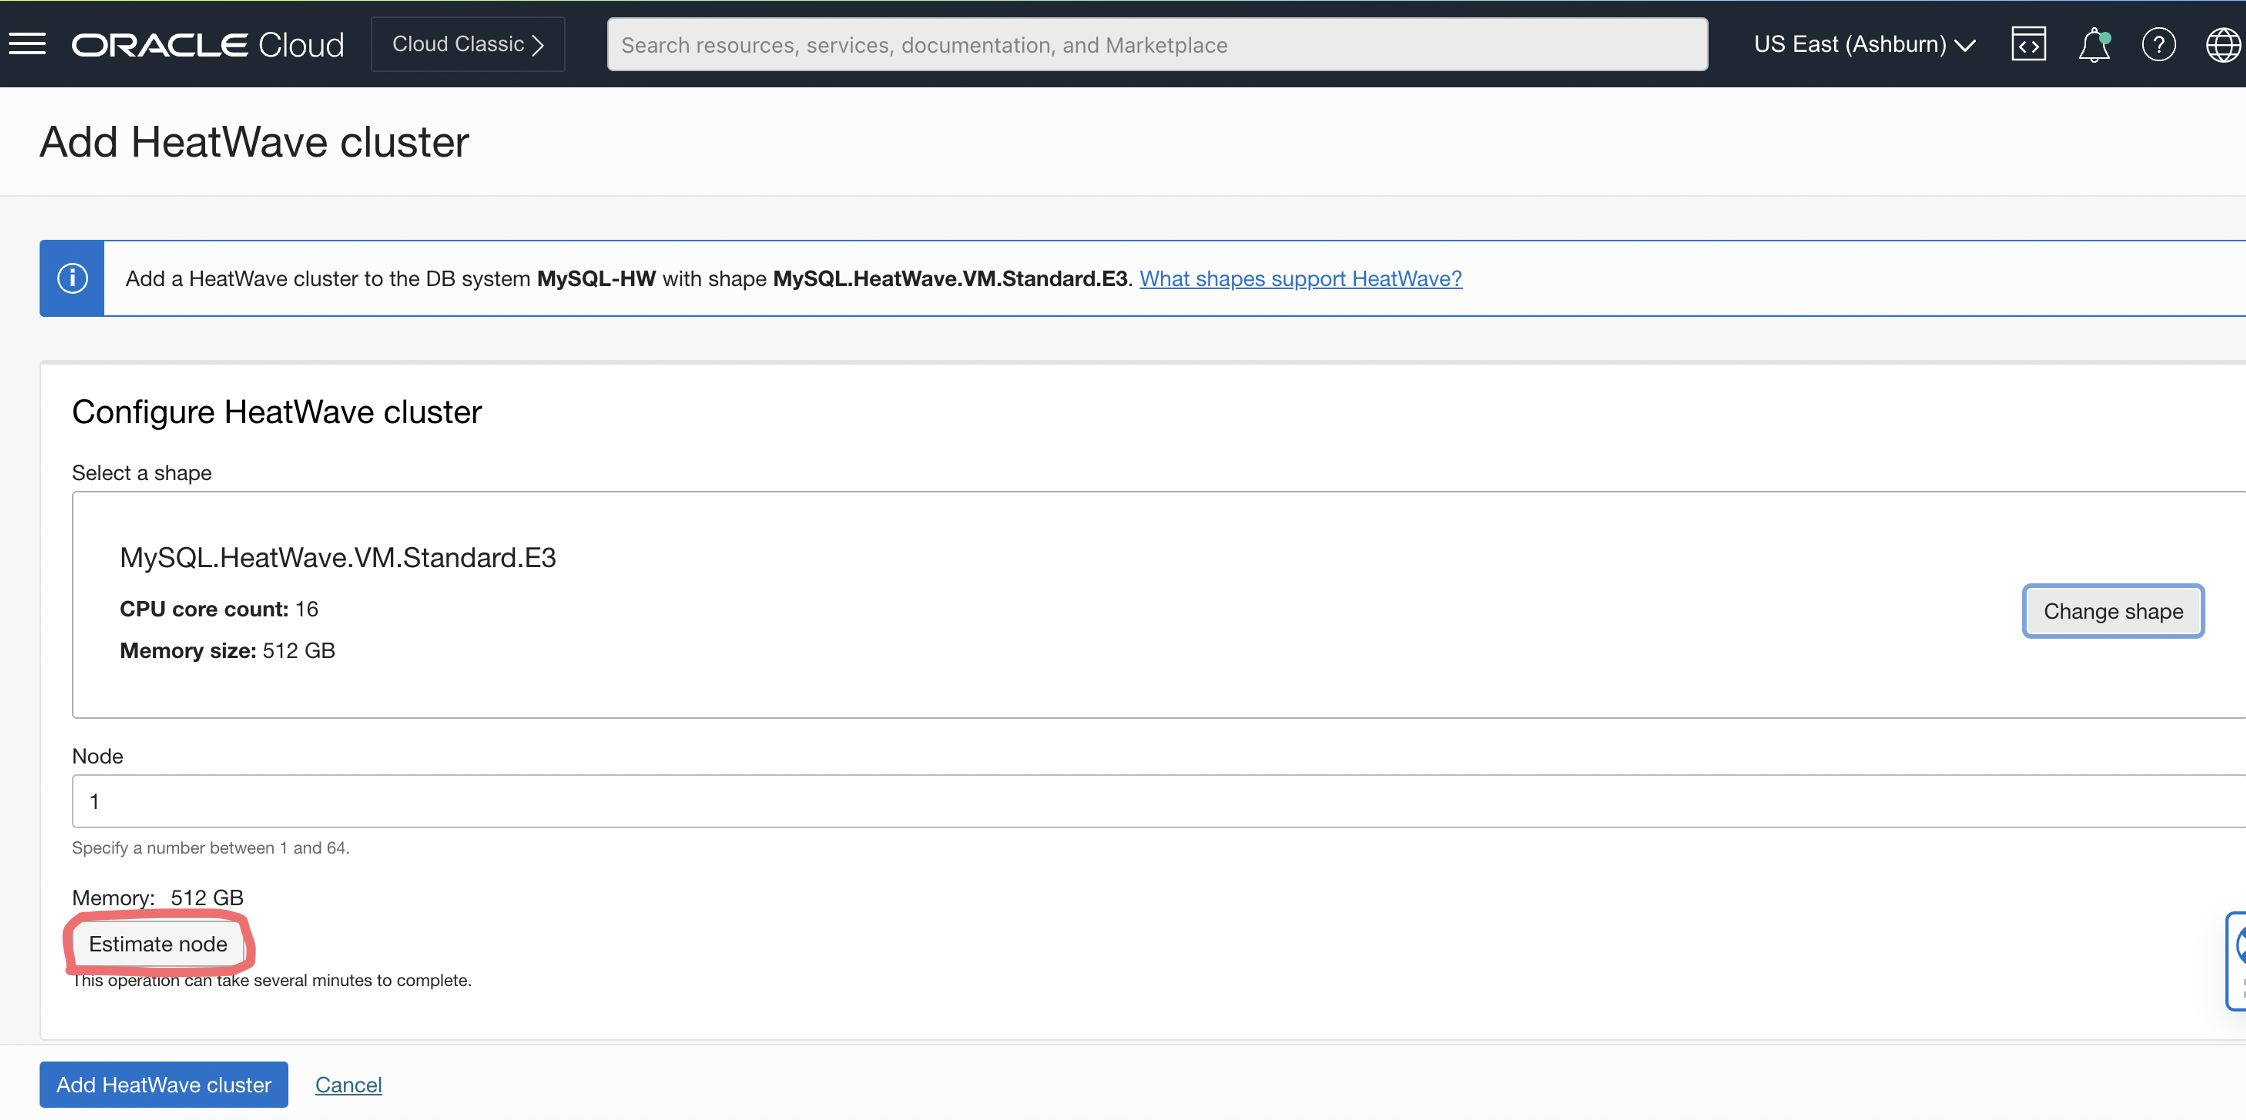 ORACLE Cloud
Cloud Classic
Search resources, services, documentation, and Marketplace
US East (Ashburn)
Add HeatWave cluster
Add a HeatWave cluster to the DB system MySQL-HW with shape MySQL.HeatWave.VM.Standard.E3. What shapes support HeatWave?
Configure HeatWave cluster
Select a shape
MySQL.HeatWave.VM.Standard.E3
CPU core count: 16
Memory size: 512 GB
Change shape
Node
1
Specify a number between 1 and 64.
Memory: 512 GB
Estimate node
This operation can take several minutes to complete.
Add HeatWave cluster
Cancel